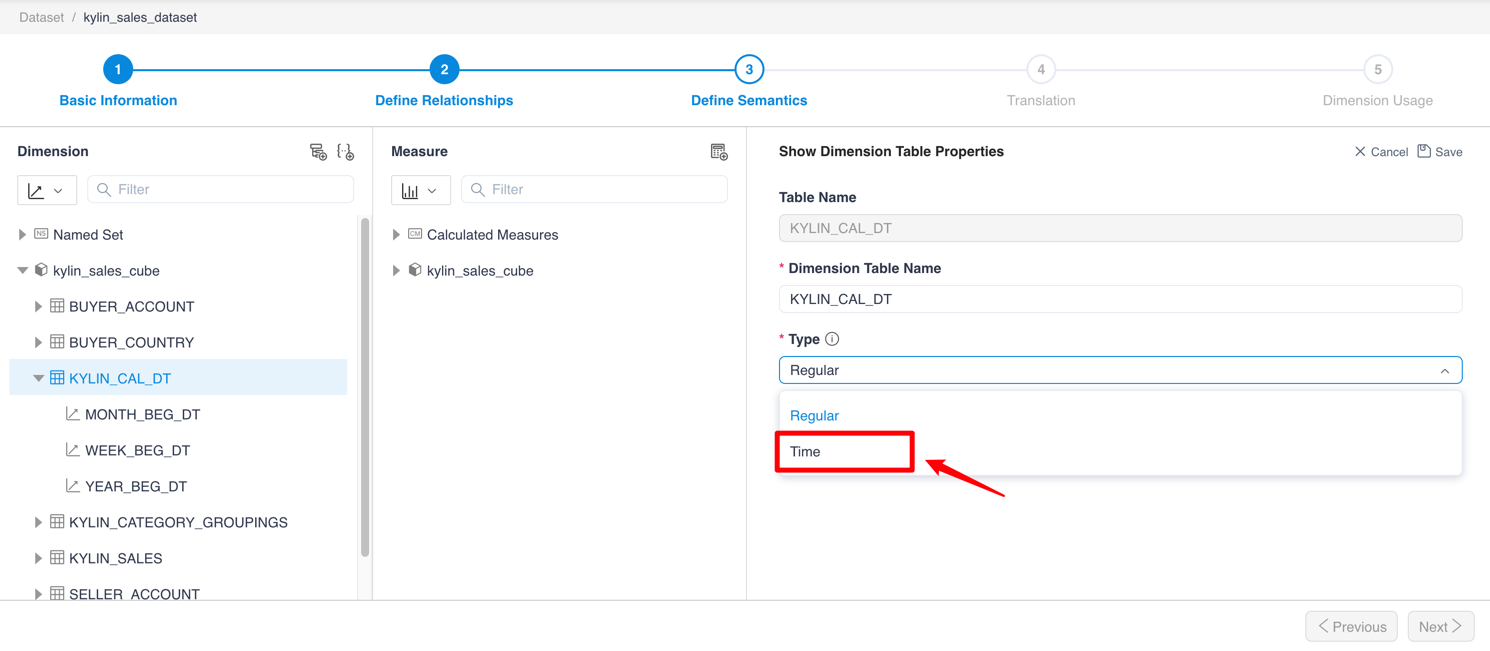 Dataset / kylin_sales_dataset
1 2 3 4 5
Basic Information Define Relationships Define Semantics Translation Dimension Usage
Dimension
Filter
NS Named Set
kylin_sales_cube
BUYER_ACCOUNT
BUYER_COUNTRY
KYLIN_CAL_DT
MONTH_BEG_DT
WEEK_BEG_DT
YEAR_BEG_DT
KYLIN_CATEGORY_GROUPINGS
KYLIN_SALES
SELLER_ACCOUNT
Measure
Filter
CM Calculated Measures
kylin_sales_cube
Show Dimension Table Properties Cancel Save
Table Name
KYLIN_CAL_DT
* Dimension Table Name
KYLIN_CAL_DT
* Type
Regular
Regular
Time
Previous Next